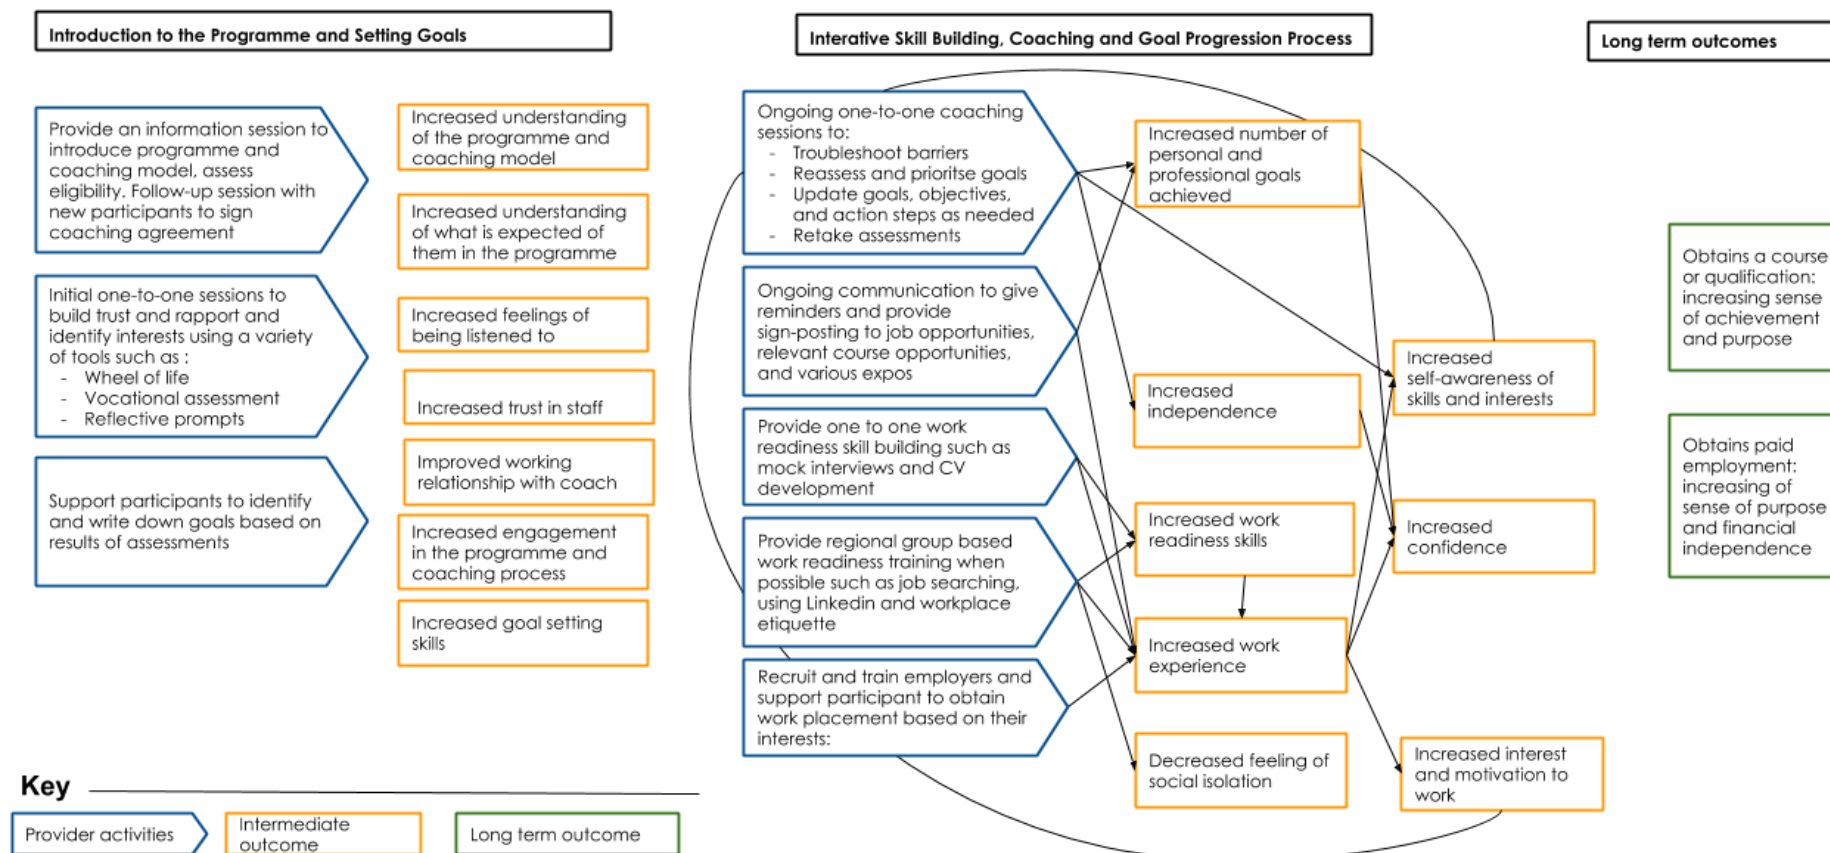 Introduction to the Programme and Setting Goals
Interative Skill Building, Coaching and Goal Progression Process
Long term outcomes
Provide an information session to
introduce programme and
coaching model, assess
eligibility. Follow-up session with
new participants to sign
coaching agreement
Initial one-to-one sessions to
build trust and rapport and
identify interests using a variety
of tools such as :
- Wheel of life
- Vocational assessment
- Reflective prompts
Support participants to identify
and write down goals based on
results of assessments
Increased understanding
of the programme and
coaching model
Increased understanding
of what is expected of
them in the programme
Increased feelings of
being listened to
Increased trust in staff
Improved working
relationship with coach
Increased engagement
in the programme and
coaching process
Increased goal setting
skills
Ongoing one-to-one coaching
sessions to:
- Troubleshoot barriers
- Reassess and prioritse goals
- Update goals, objectives,
and action steps as needed
- Retake assessments
Ongoing communication to give
reminders and provide
sign-posting to job opportunities,
relevant course opportunities,
and various expos
Provide one to one work
readiness skill building such as
mock interviews and CV
development
Provide regional group based
work readiness training when
possible such as job searching,
using Linkedin and workplace
etiquette
Recruit and train employers and
support participant to obtain
work placement based on their
interests:
Increased number of
personal and
professional goals
achieved
Increased
independence
Increased work
readiness skills
Increased work
experience
Decreased feeling of
social isolation
Increased
self-awareness of
skills and interests
Increased
confidence
Increased interest
and motivation to
work
Obtains a course
or qualification:
increasing sense
of achievement
and purpose
Obtains paid
employment:
increasing of
sense of purpose
and financial
independence
Key
Provider activities
Intermediate
outcome
Long term outcome